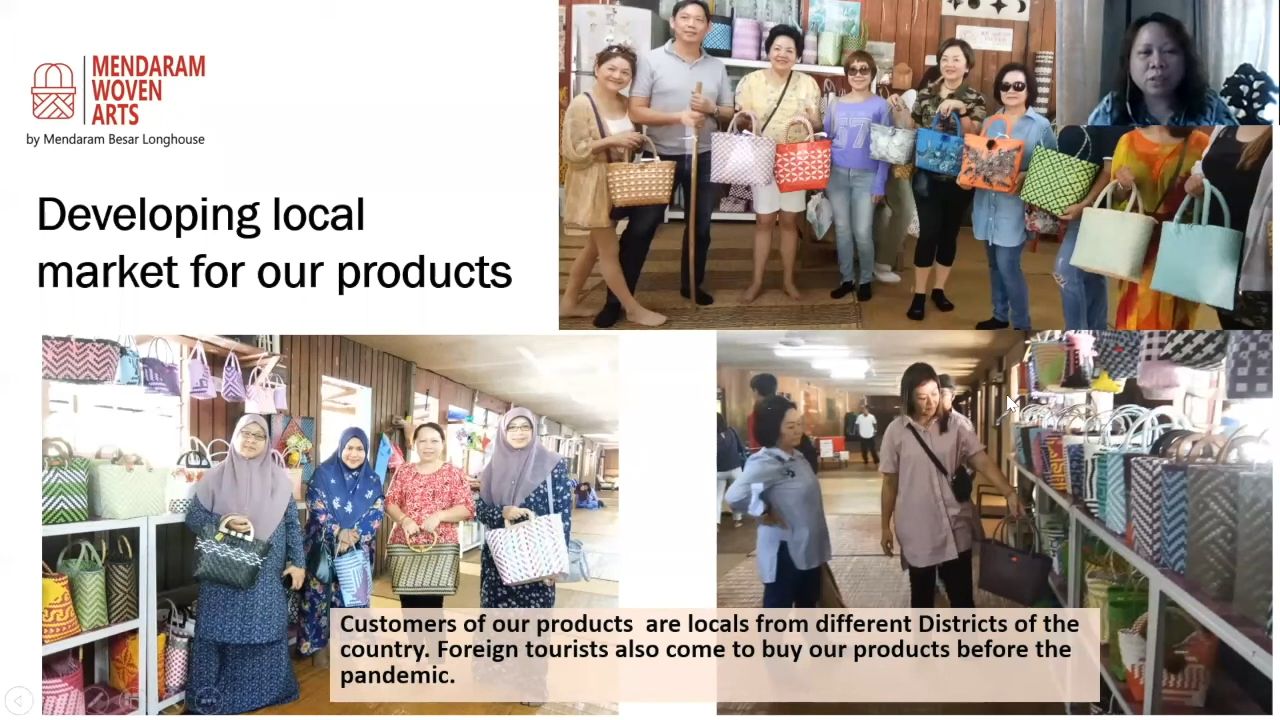 MENDARAM
WOVEN
ARTS
by Mendaram Besar Longhouse
Developing local
market for our products
67
Customers of our products are locals from different Districts of the
country. Foreign tourists also come to buy our products before the
pandemic.